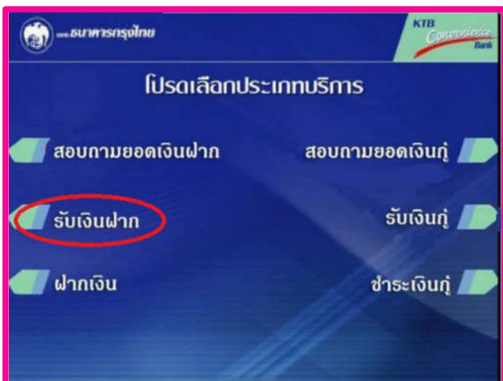 ธนาคารกรุงไทย
KTB
Convenience
Bank
โปรดเลือกประเภทบริการ
สอบถามยอดเงินฝาก
สอบถามยอดเงินกู้
รับเงินฝาก
รับเงินกู้
ฝากเงิน
ชำระเงินกู้